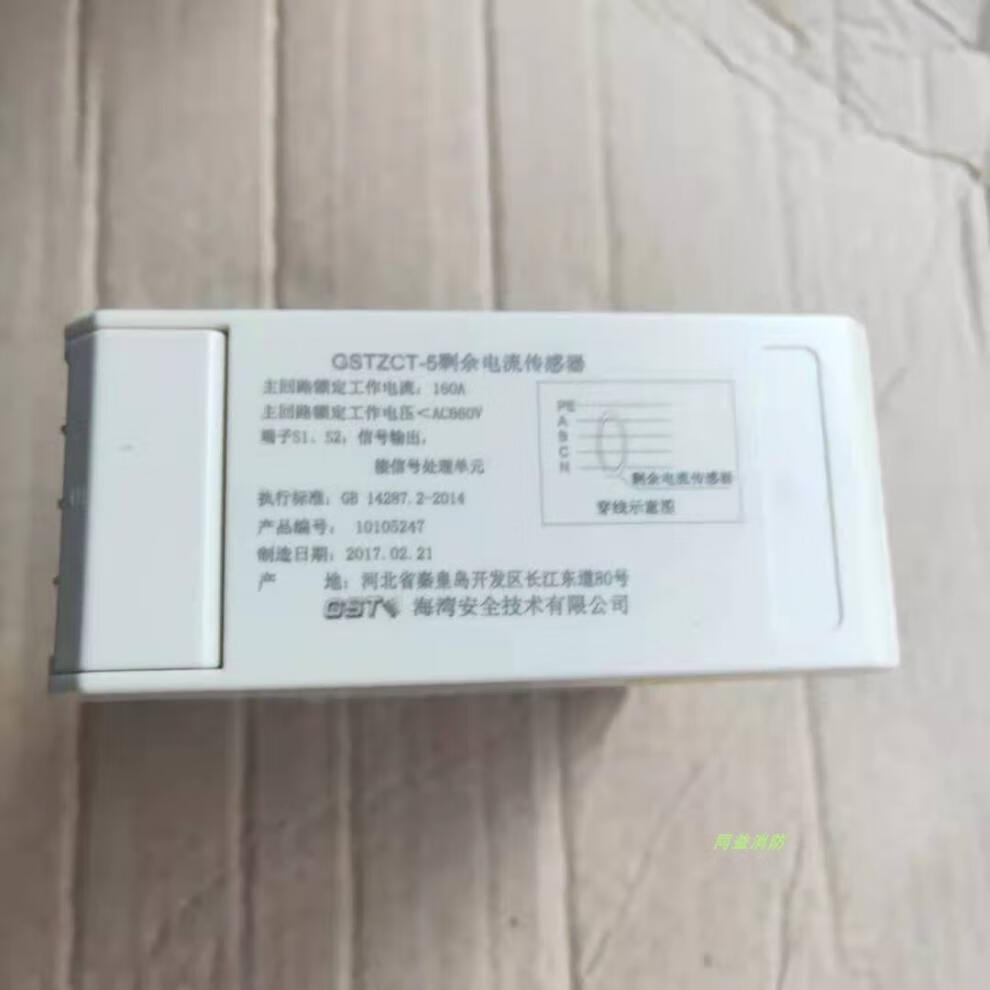 GSTZCT-5剩余电流传感器
主回路额定工作电流：160A
主回路额定工作电压＜AC660V
端子S1、S2：信号输出，
接信号处理单元
执行标准：GB 14287.2-2014
产品编号：10105247
制造日期：2017.02.21
产 地：河北省秦皇岛开发区长江东道80号
GST 海湾安全技术有限公司
PE
A
B
C
N
剩余电流传感器
穿线示意图
阿益消防